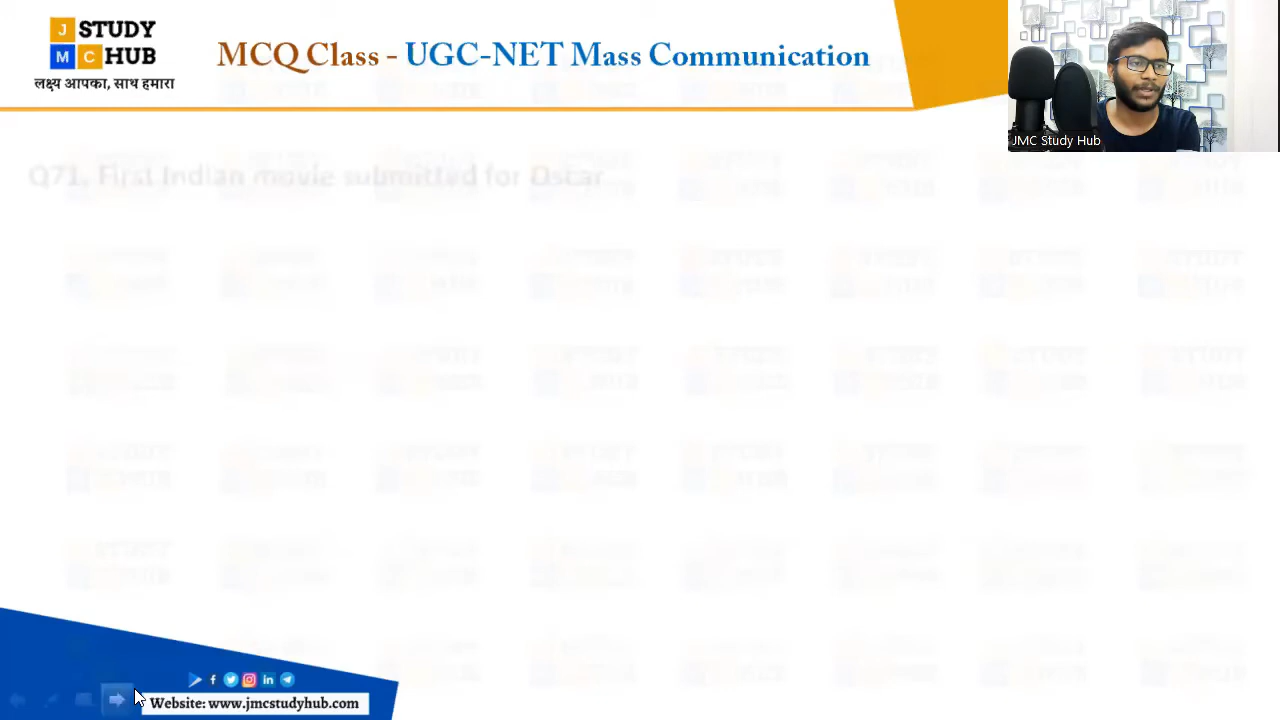 J STUDY
M C HUB
लक्ष्य आपका, साथ हमारा
MCQ Class - UGC-NET Mass Communication
JMC Study Hub
Q71. First Indian movie submitted for Oscar
Website: www.jmcstudyhub.com